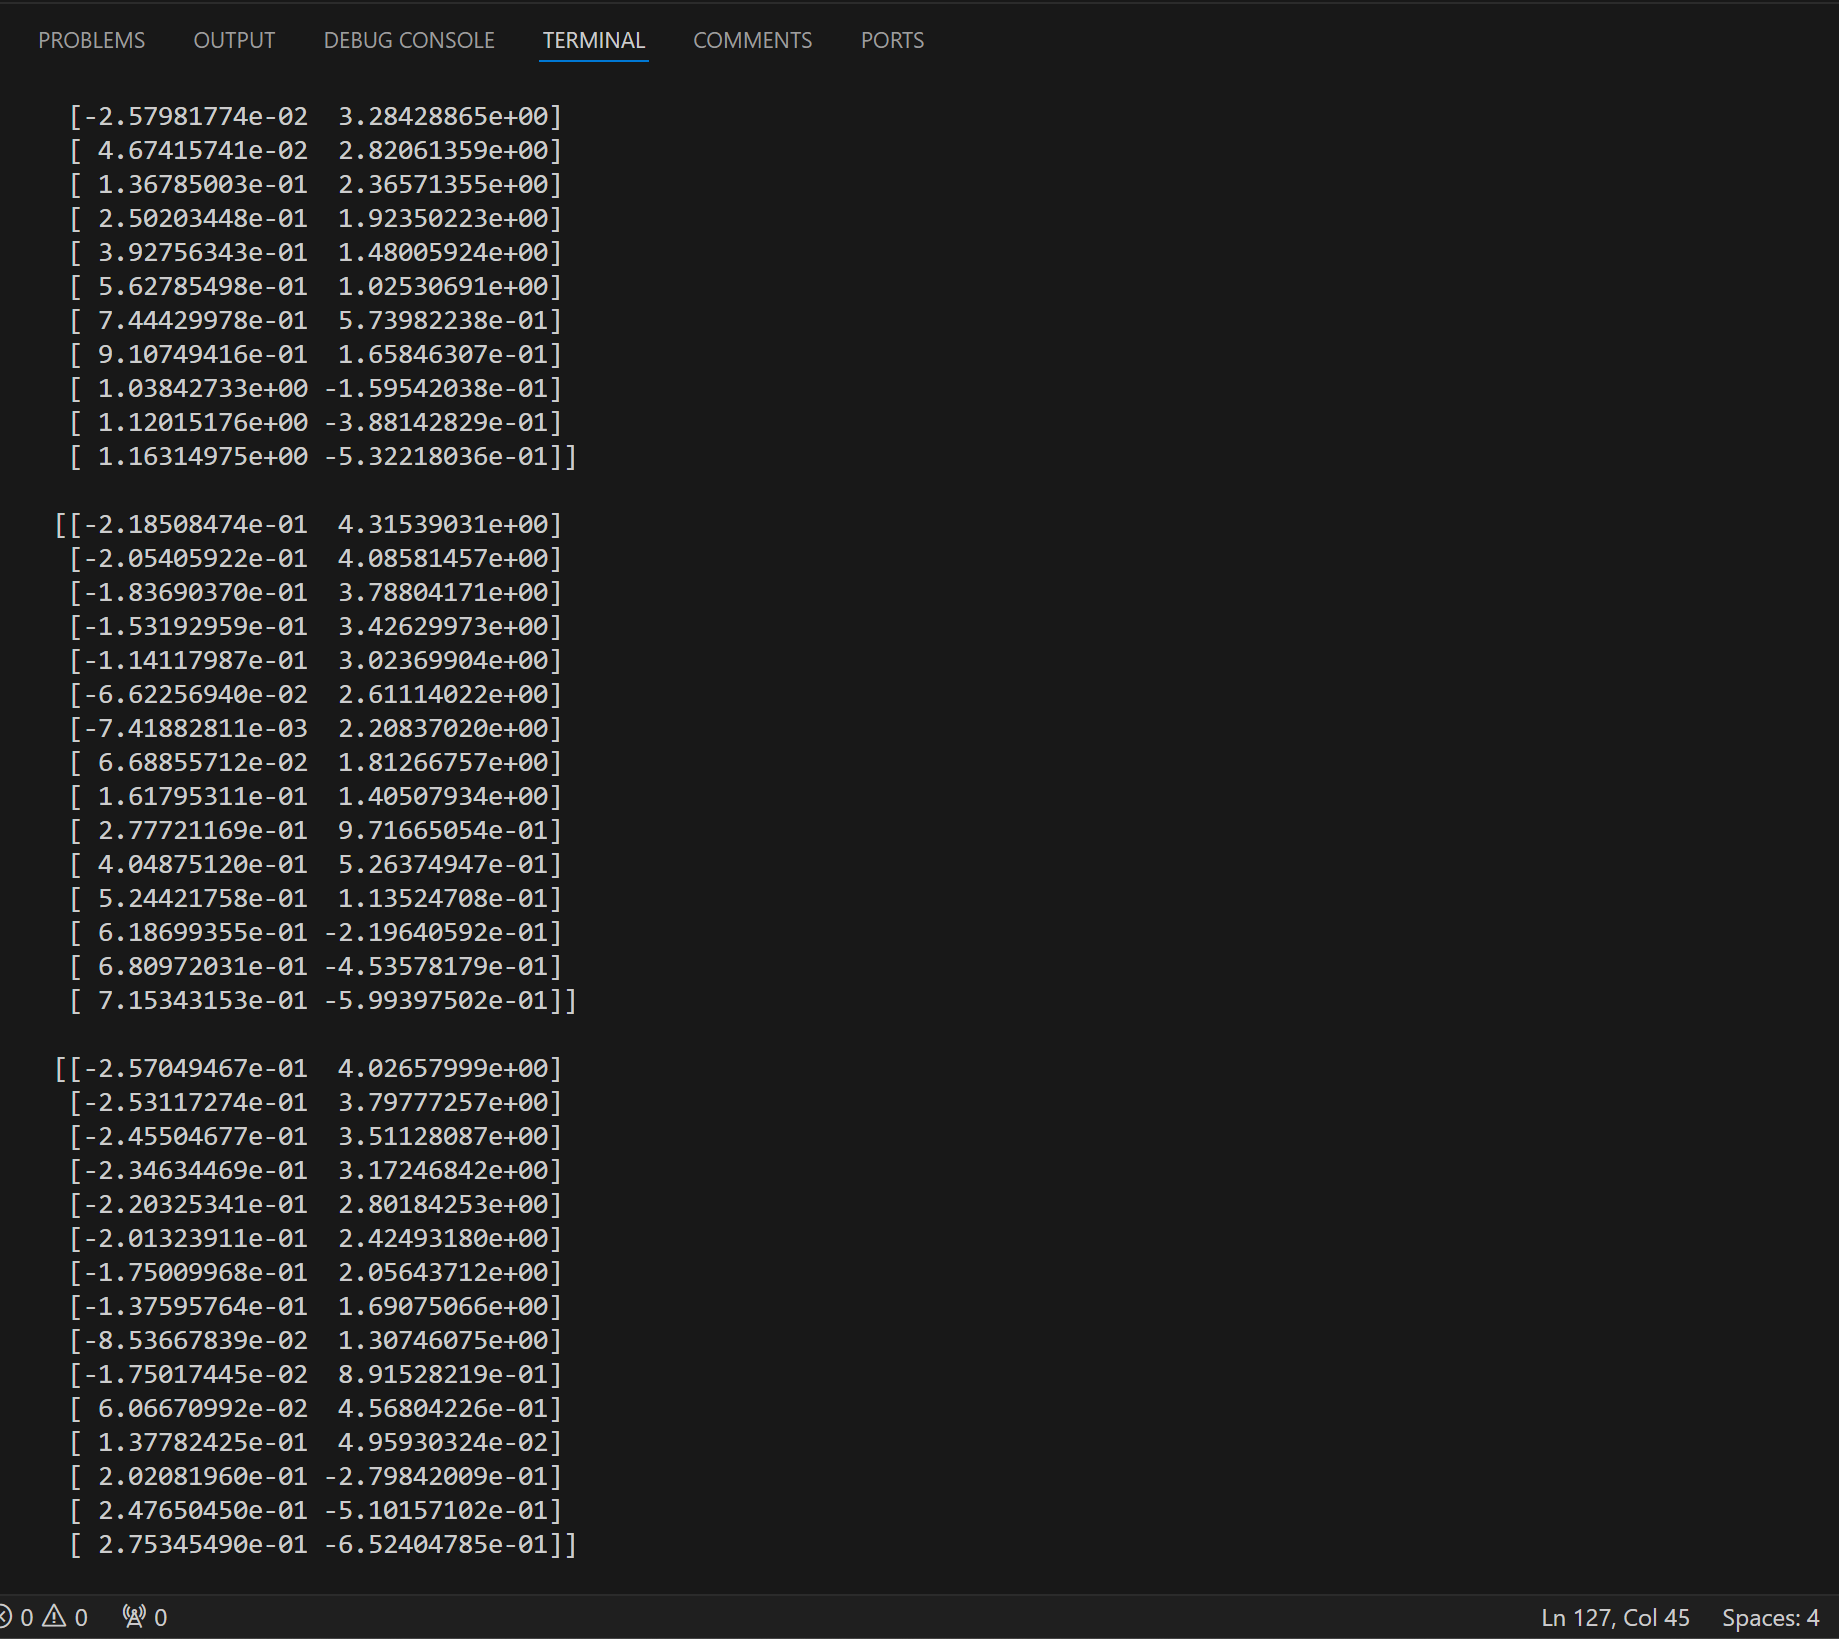 PROBLEMS OUTPUT DEBUG CONSOLE TERMINAL COMMENTS PORTS
[-2.57981774e-02  3.28428865e+00]
[ 4.67415741e-02  2.82061359e+00]
[ 1.36785003e-01  2.36571355e+00]
[ 2.50203448e-01  1.92350223e+00]
[ 3.92756343e-01  1.48005924e+00]
[ 5.62785498e-01  1.02530691e+00]
[ 7.44429978e-01  5.73982238e-01]
[ 9.10749416e-01  1.65846307e-01]
[ 1.03842733e+00 -1.59542038e-01]
[ 1.12015176e+00 -3.88142829e-01]
[ 1.16314975e+00 -5.32218036e-01]]
[[-2.18508474e-01  4.31539031e+00]
[-2.05405922e-01  4.08581457e+00]
[-1.83690370e-01  3.78804171e+00]
[-1.53192959e-01  3.42629973e+00]
[-1.14117987e-01  3.02369904e+00]
[-6.62256940e-02  2.61114022e+00]
[-7.41882811e-03  2.20837020e+00]
[ 6.68855712e-02  1.81266757e+00]
[ 1.61795311e-01  1.40507934e+00]
[ 2.77721169e-01  9.71665054e-01]
[ 4.04875120e-01  5.26374947e-01]
[ 5.24421758e-01  1.13524708e-01]
[ 6.18699355e-01 -2.19640592e-01]
[ 6.80972031e-01 -4.53578179e-01]
[ 7.15343153e-01 -5.99397502e-01]]
[[-2.57049467e-01  4.02657999e+00]
[-2.53117274e-01  3.79777257e+00]
[-2.45504677e-01  3.51128087e+00]
[-2.34634469e-01  3.17246842e+00]
[-2.20325341e-01  2.80184253e+00]
[-2.01323911e-01  2.42493180e+00]
[-1.75009968e-01  2.05643712e+00]
[-1.37595764e-01  1.69075066e+00]
[-8.53667839e-02  1.30746075e+00]
[-1.75017445e-02  8.91528219e-01]
[ 6.06670992e-02  4.56804226e-01]
[ 1.37782425e-01  4.95930324e-02]
[ 2.02081960e-01 -2.79842009e-01]
[ 2.47650450e-01 -5.10157102e-01]
[ 2.75345490e-01 -6.52404785e-01]]
0 0 0 Ln 127, Col 45 Spaces: 4